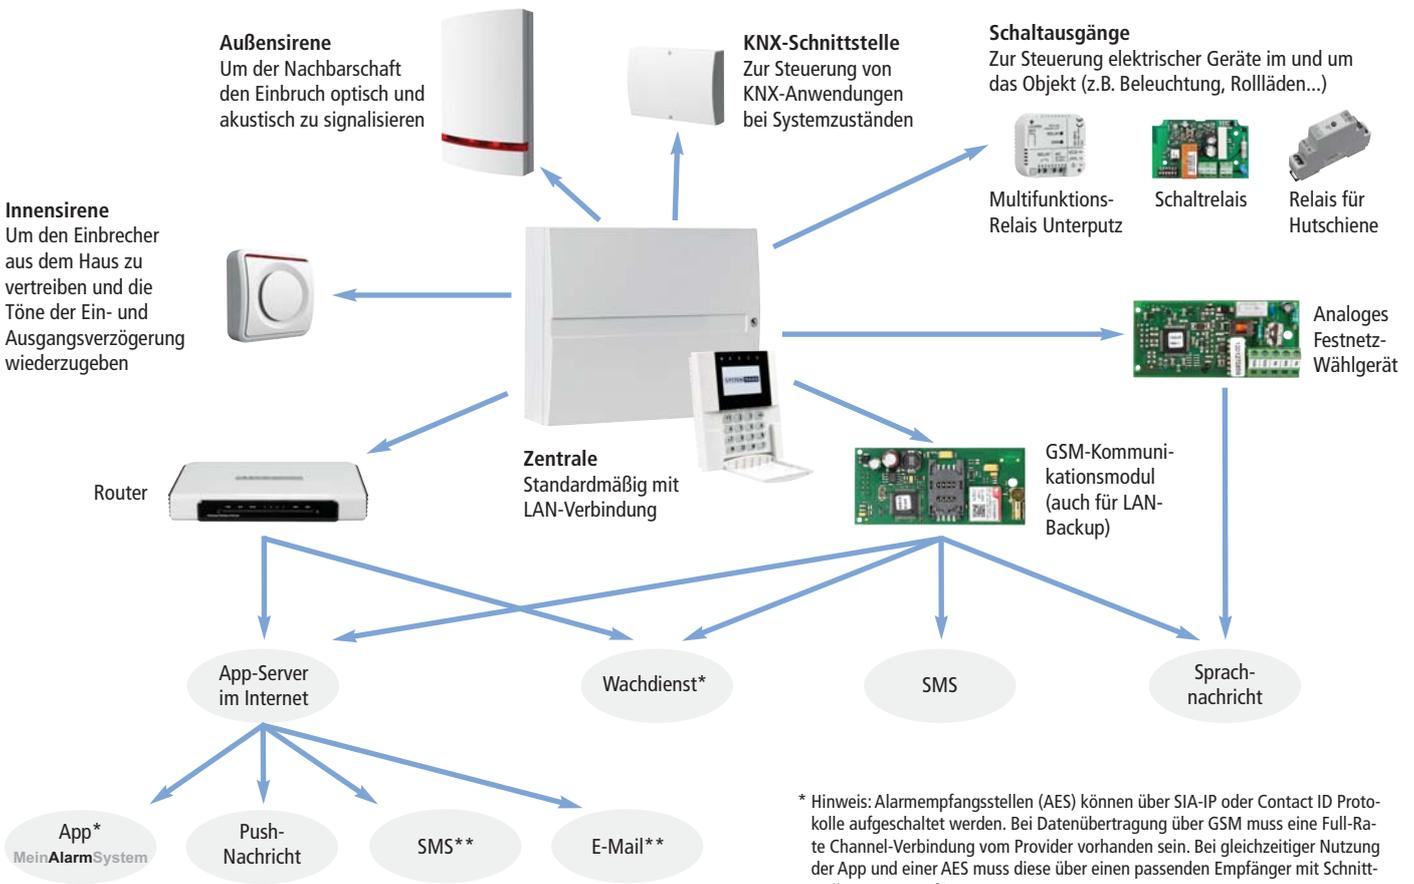 Außensirene
Um der Nachbarschaft
den Einbruch optisch und
akustisch zu signalisieren
KNX-Schnittstelle
Zur Steuerung von
KNX-Anwendungen
bei Systemzuständen
Schaltausgänge
Zur Steuerung elektrischer Geräte im und um
das Objekt (z.B. Beleuchtung, Rollläden...)
Multifunktions-
Relais Unterputz
Schaltrelais
Relais für
Hutschiene
Innensirene
Um den Einbrecher
aus dem Haus zu
vertreiben und die
Töne der Ein- und
Ausgangsverzögerung
wiederzugeben
Analoges
Festnetz-
Wählgerät
Zentrale
Standardmäßig mit
LAN-Verbindung
Router
GSM-Kommuni-
kationsmodul
(auch für LAN-
Backup)
App-Server
im Internet
Wachdienst*
SMS
Sprach-
nachricht
App*
MeinAlarmSystem
Push-
Nachricht
SMS**
E-Mail**
* Hinweis: Alarmempfangsstellen (AES) können über SIA-IP oder Contact ID Proto-
kolle aufgeschaltet werden. Bei Datenübertragung über GSM muss eine Full-Ra-
te Channel-Verbindung vom Provider vorhanden sein. Bei gleichzeitiger Nutzung
der App und einer AES muss diese über einen passenden Empfänger mit Schnitt-